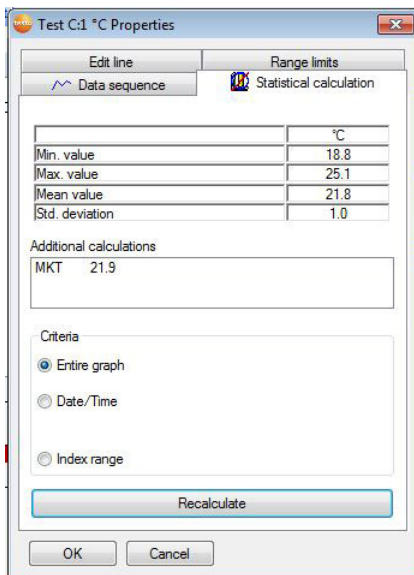 testo
Test C:1 °C Properties
Edit line Range limits
Data sequence Statistical calculation
°C
Min. value 18.8
Max. value 25.1
Mean value 21.8
Std. deviation 1.0
Additional calculations
MKT 21.9
Criteria
Entire graph
Date/Time
Index range
Recalculate
OK Cancel